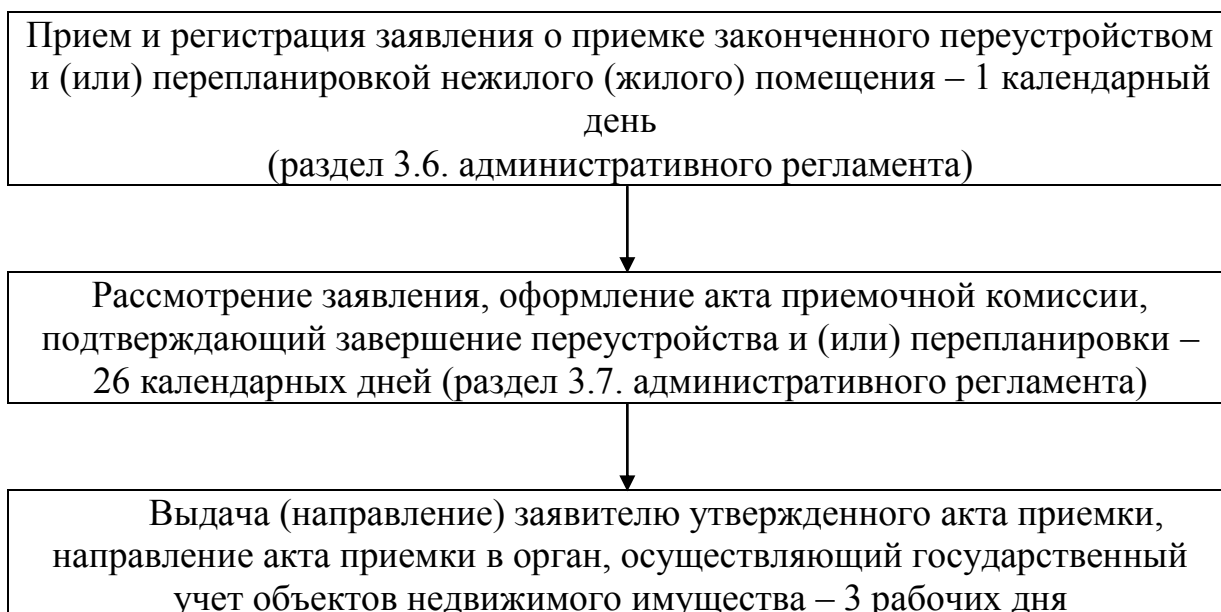 Прием и регистрация заявления о приемке законченного переустройством
и (или) перепланировкой нежилого (жилого) помещения – 1 календарный
день
(раздел 3.6. административного регламента)
Рассмотрение заявления, оформление акта приемочной комиссии,
подтверждающий завершение переустройства и (или) перепланировки –
26 календарных дней (раздел 3.7. административного регламента)
Выдача (направление) заявителю утвержденного акта приемки,
направление акта приемки в орган, осуществляющий государственный
учет объектов недвижимого имущества – 3 рабочих дня